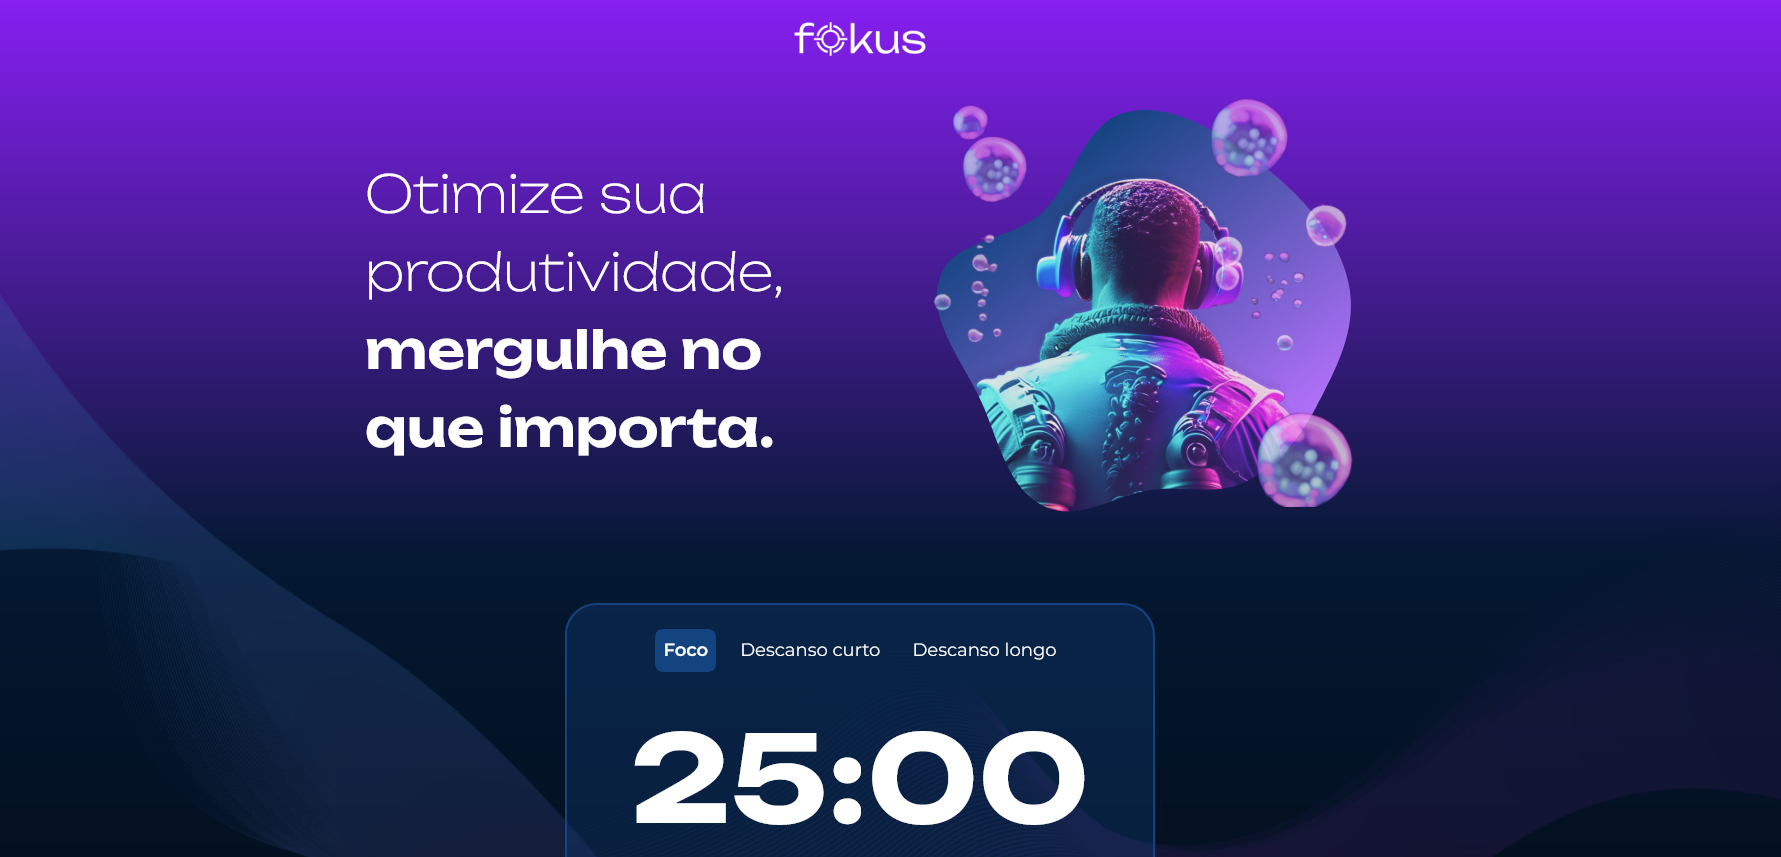 fokus
Otimize sua
produtividade,
mergulhe no
que importa.
Foco Descanso curto Descanso longo
25:00